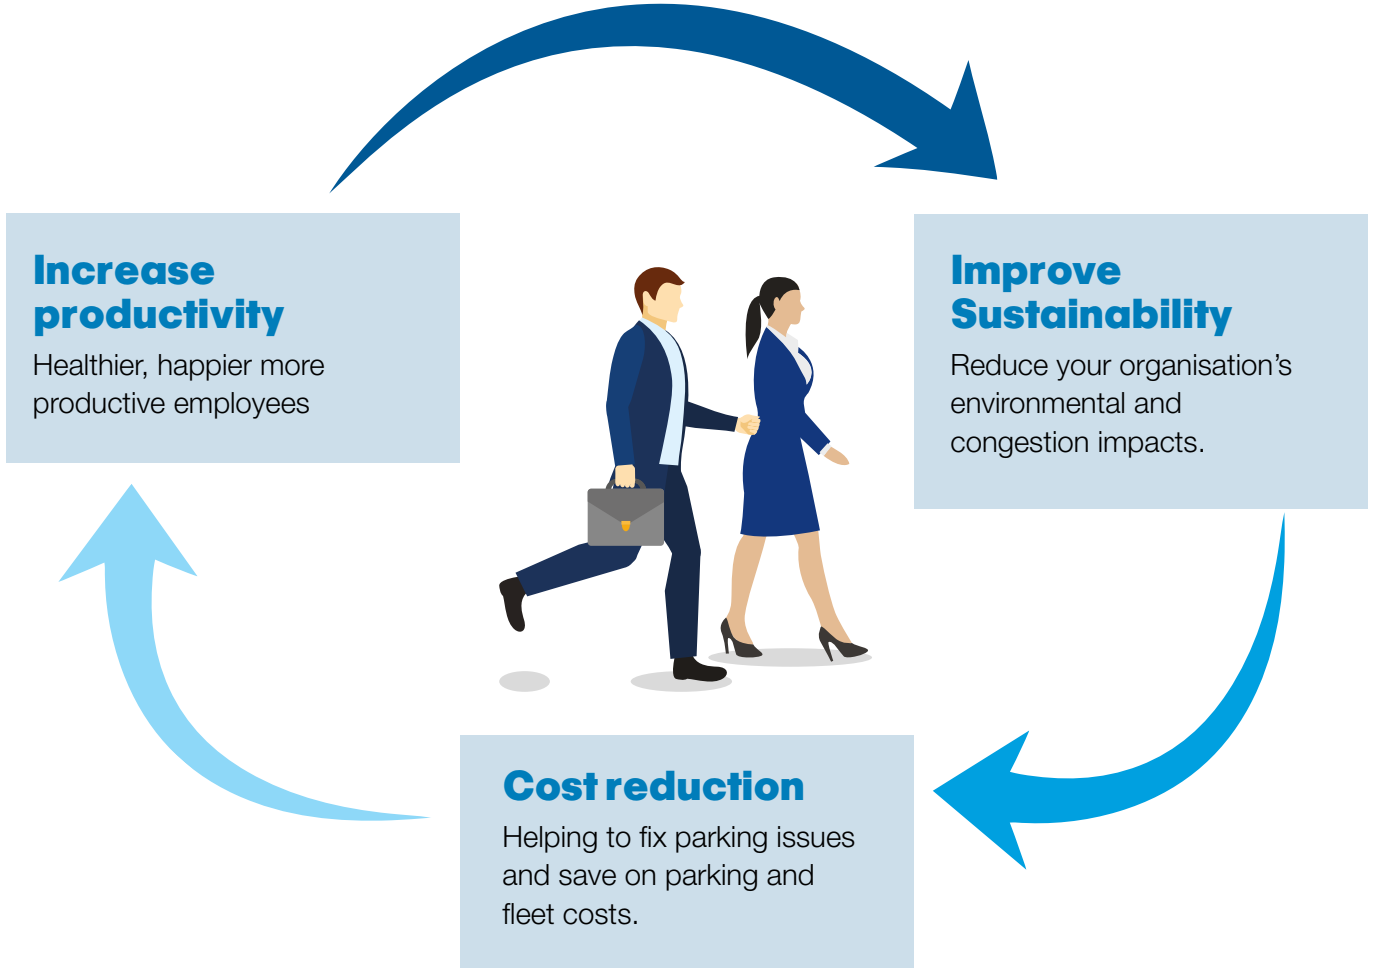 Increase
productivity
Healthier, happier more
productive employees
Improve
Sustainability
Reduce your organisation’s
environmental and
congestion impacts.
Cost reduction
Helping to fix parking issues
and save on parking and
fleet costs.